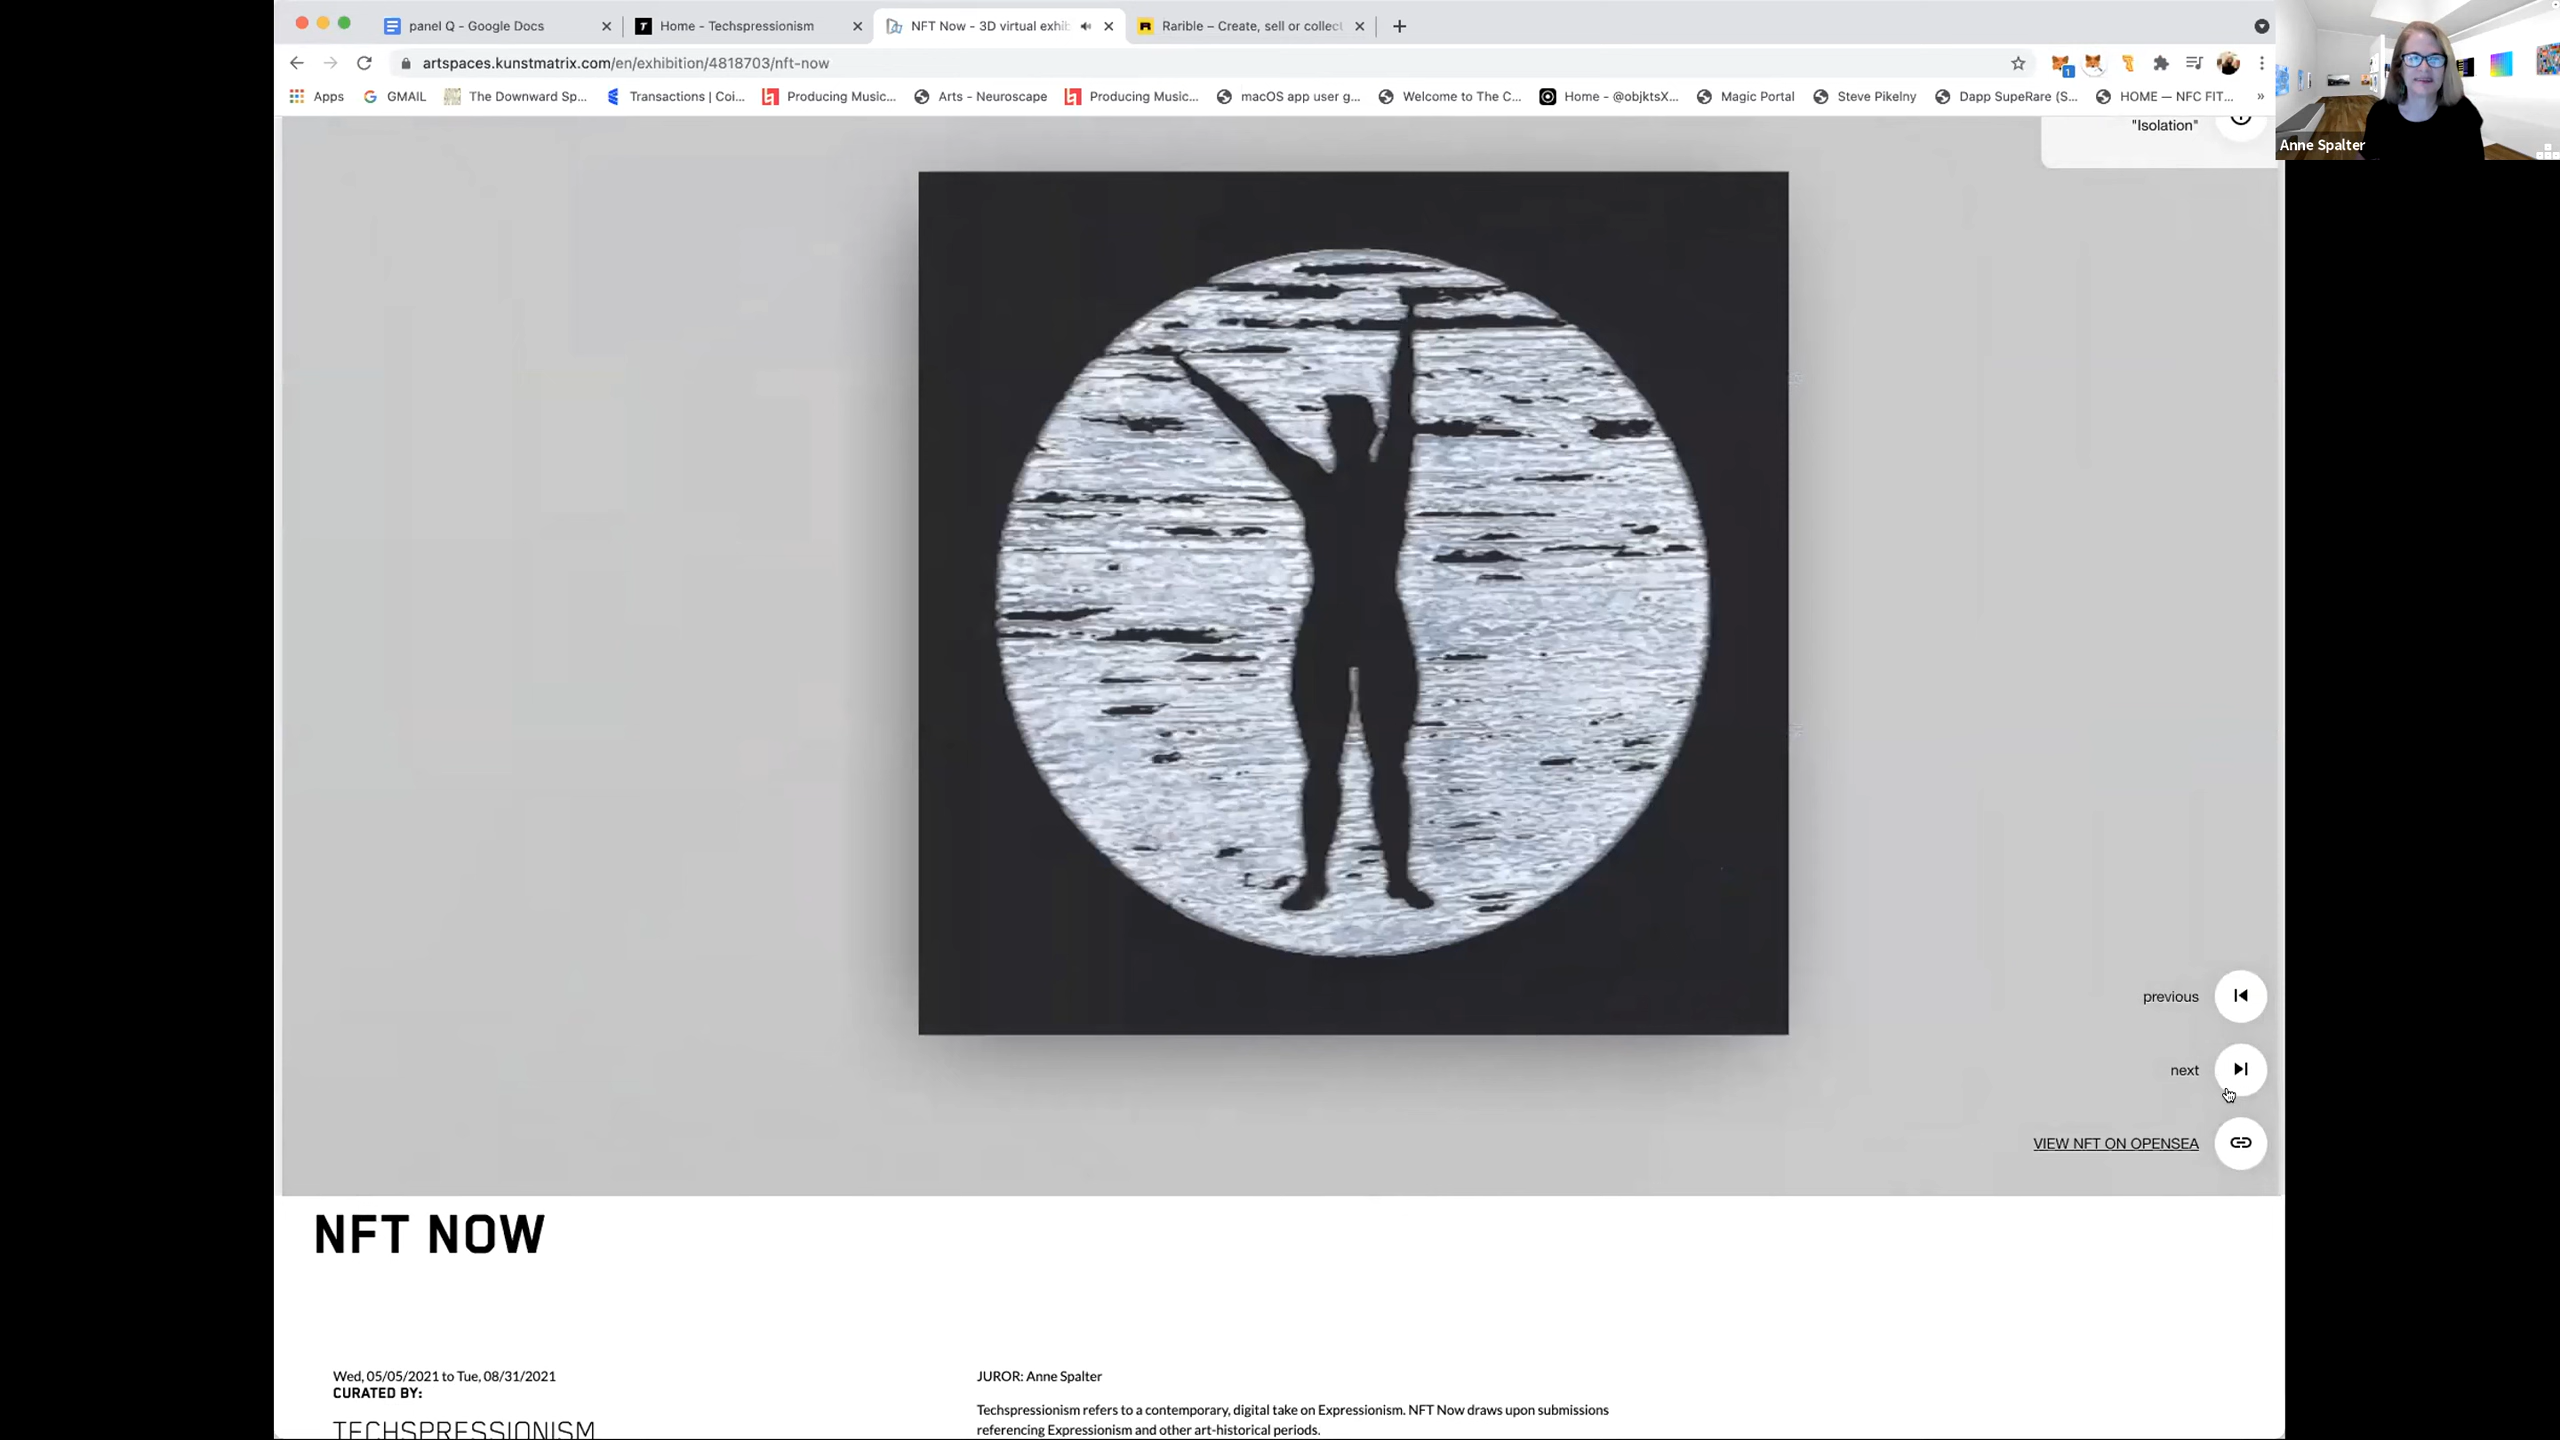 panel Q - Google Docs
Home - Techspressionism
NFT Now - 3D virtual exhib
Rarible – Create, sell or collect
artspaces.kunstmatrix.com/en/exhibition/4818703/nft-now
Apps
GMAIL
The Downward Sp...
Transactions | Coi...
Producing Music...
Arts - Neuroscape
Producing Music...
macOS app user g...
Welcome to The C...
Home - @objktsX...
Magic Portal
Steve Pikelny
Dapp SupeRare (S...
HOME — NFC FIT...
»
"Isolation"
Anne Spalter
previous
next
VIEW NFT ON OPENSEA
NFT NOW
Wed, 05/05/2021 to Tue, 08/31/2021
CURATED BY:
TECHSPRESSIONISM
JUROR: Anne Spalter
Techspressionism refers to a contemporary, digital take on Expressionism. NFT Now draws upon submissions
referencing Expressionism and other art-historical periods.